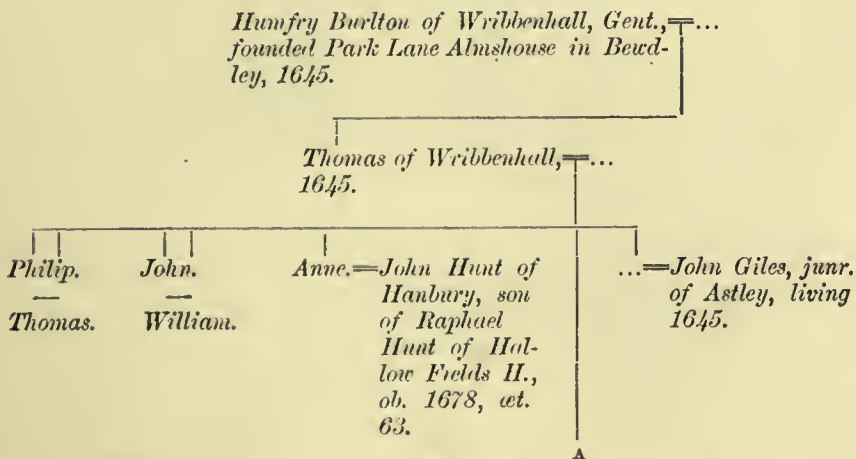 Humfry Burlton of Wribbenhall, Gent.,=...
founded Park Lane Almshouse in Bewd-
ley, 1645.
Thomas of Wribbenhall,=...
1645.
Philip.
Thomas.
John.
William.
Anne.=John Hunt of
Hanbury, son
of Raphael
Hunt of Hal-
low Fields H.,
ob. 1678, æt.
63.
...=John Giles, junr.
of Astley, living
1645.
A